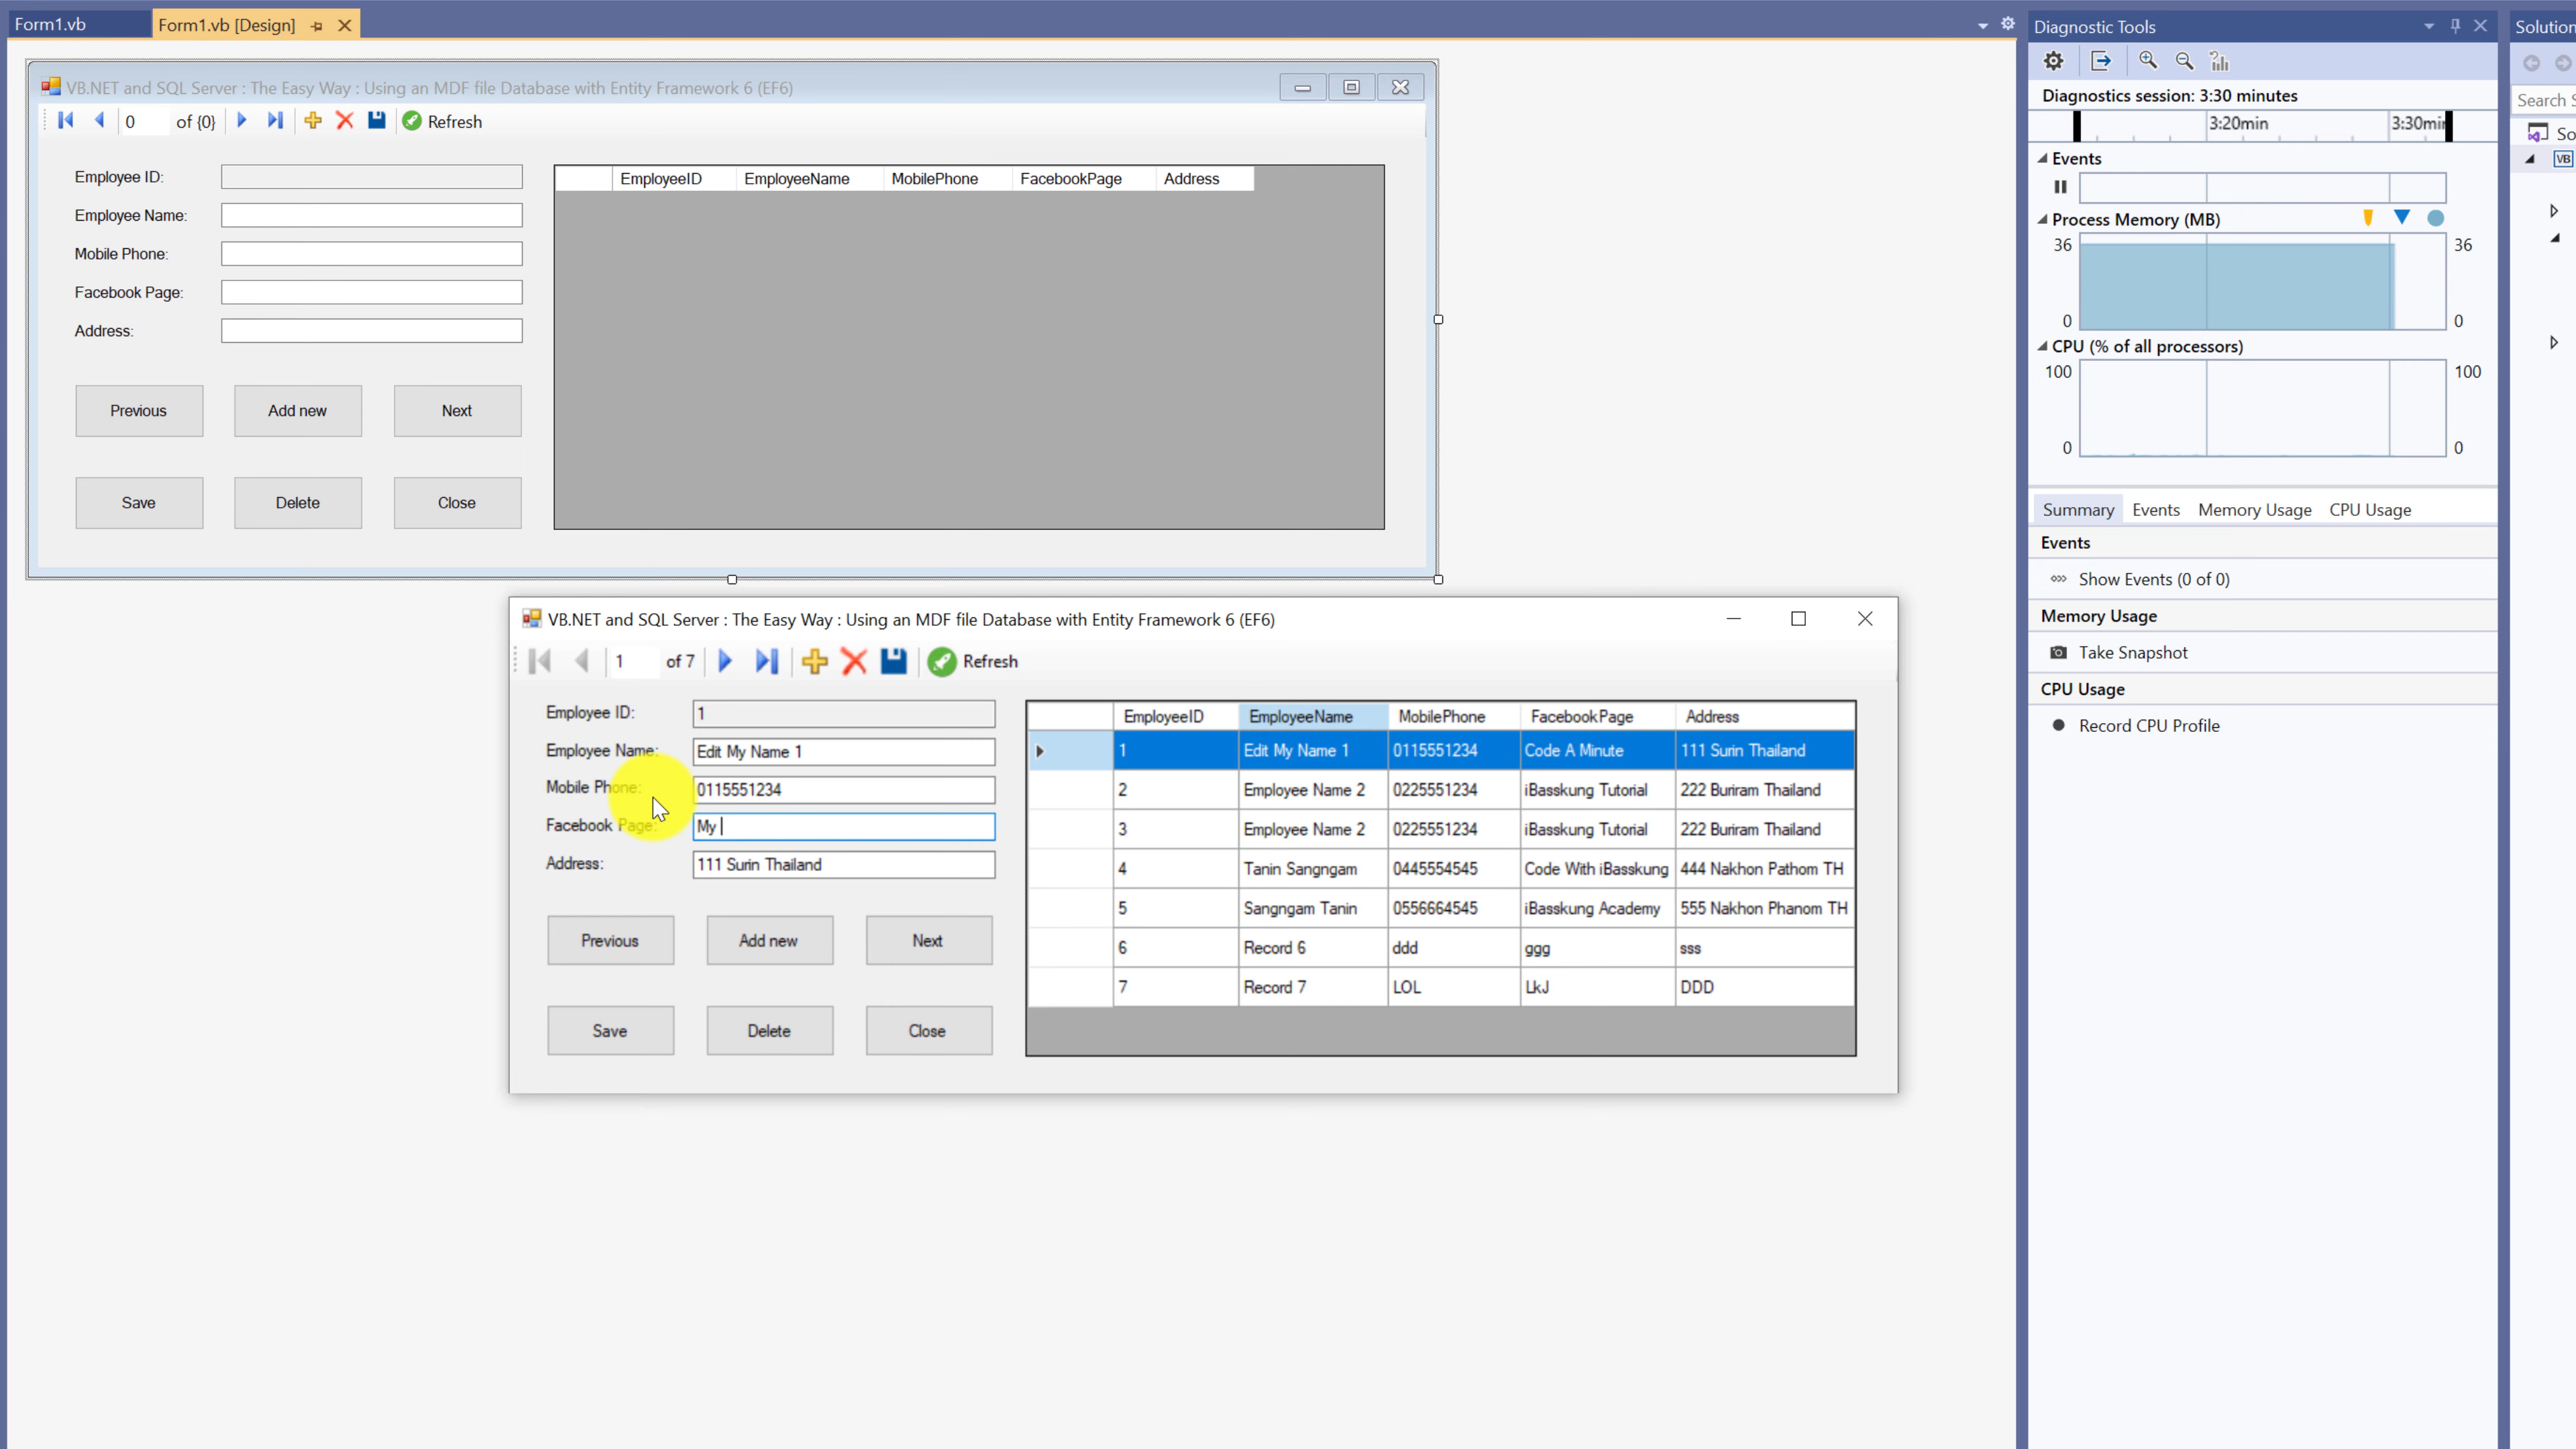 Form1.vb
Form1.vb [Design]
VB.NET and SQL Server : The Easy Way : Using an MDF file Database with Entity Framework 6 (EF6)
0 of {0} Refresh
Employee ID:
Employee Name:
Mobile Phone:
Facebook Page:
Address:
EmployeeID EmployeeName MobilePhone FacebookPage Address
Previous Add new Next
Save Delete Close
VB.NET and SQL Server : The Easy Way : Using an MDF file Database with Entity Framework 6 (EF6)
1 of 7 Refresh
Employee ID: 1
Employee Name: Edit My Name 1
Mobile Phone: 0115551234
Facebook Page: My
Address: 111 Surin Thailand
Previous Add new Next
Save Delete Close
EmployeeID EmployeeName MobilePhone FacebookPage Address
1 Edit My Name 1 0115551234 Code A Minute 111 Surin Thailand
2 Employee Name 2 0225551234 iBasskung Tutorial 222 Buriram Thailand
3 Employee Name 2 0225551234 iBasskung Tutorial 222 Buriram Thailand
4 Tanin Sangngam 0445554545 Code With iBasskung 444 Nakhon Pathom TH
5 Sangngam Tanin 0556664545 iBasskung Academy 555 Nakhon Phanom TH
6 Record 6 ddd ggg sss
7 Record 7 LOL LkJ DDD
Diagnostic Tools
Diagnostics session: 3:30 minutes
3:20min 3:30min
Events
Process Memory (MB)
36 36
0 0
CPU (% of all processors)
100 100
0 0
Summary Events Memory Usage CPU Usage
Events
Show Events (0 of 0)
Memory Usage
Take Snapshot
CPU Usage
Record CPU Profile
Solution
Search S
So
VB